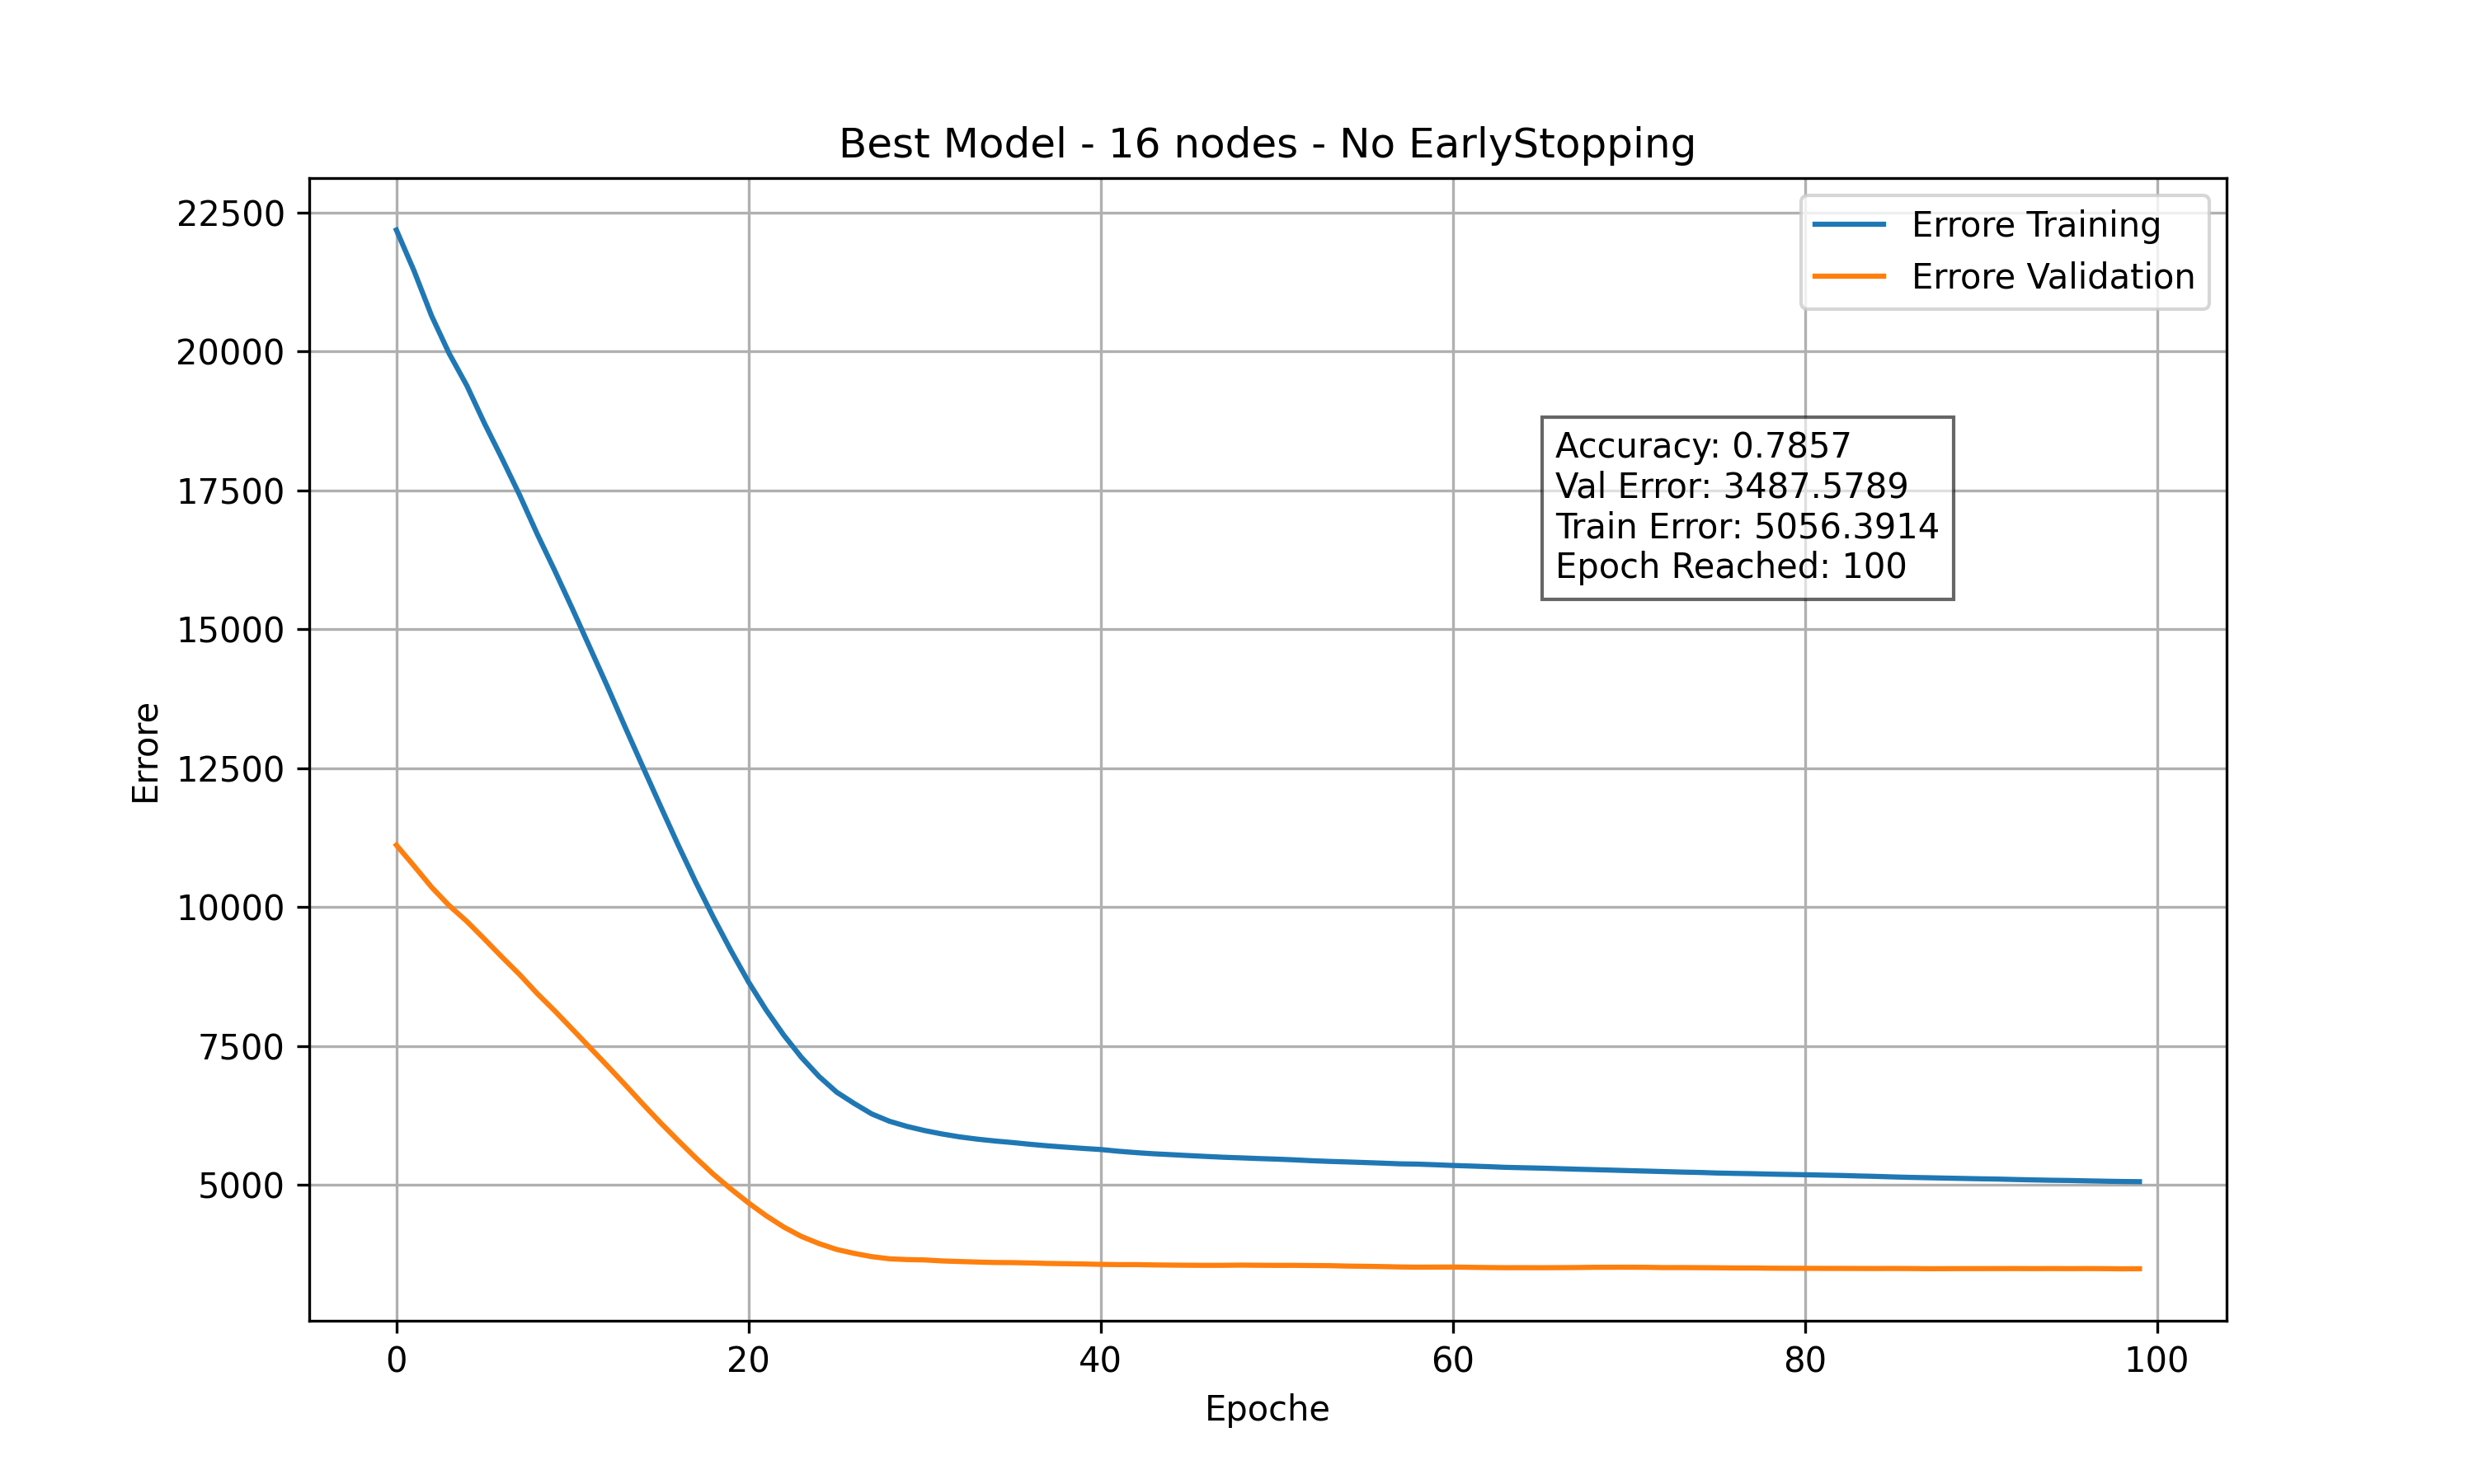 Best Model - 16 nodes - No EarlyStopping
22500
20000
17500
15000
12500
10000
7500
5000
Errore
Errore Training
Errore Validation
Accuracy: 0.7857
Val Error: 3487.5789
Train Error: 5056.3914
Epoch Reached: 100
0 20 40 60 80 100
Epoche